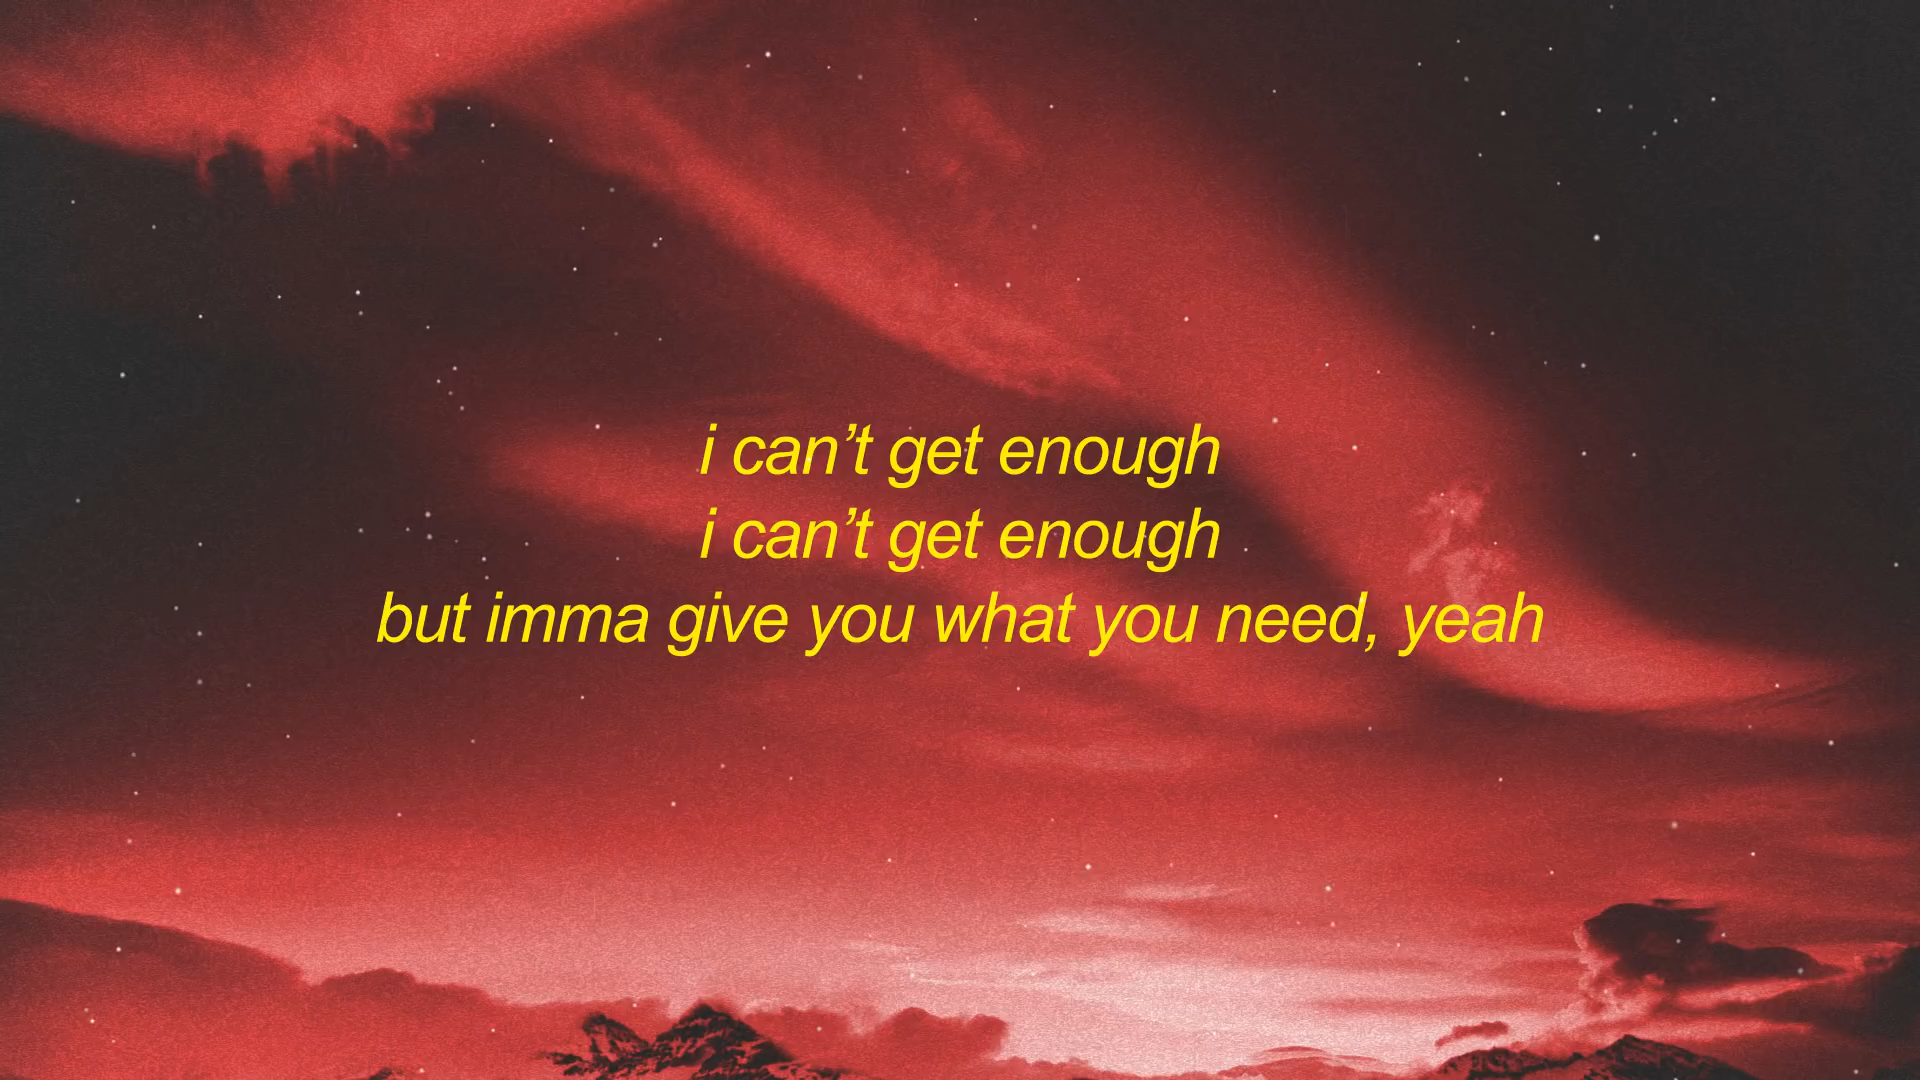 i can’t get enough
i can’t get enough
but imma give you what you need, yeah